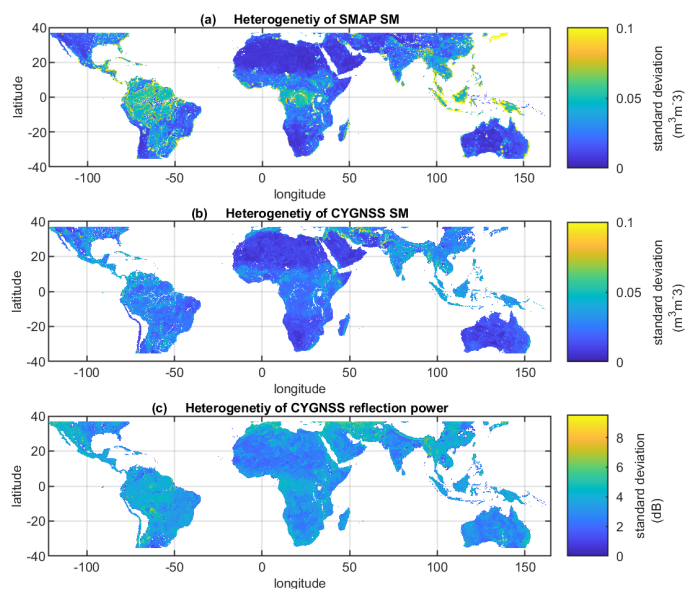 (a) Heterogenetiy of SMAP SM
40
20
0
-20
-40
latitude
-100 -50 0 50 100 150
longitude
0.1
0.05
0
standard deviation
(m³m⁻3)
(b) Heterogenetiy of CYGNSS SM
40
20
0
-20
-40
latitude
-100 -50 0 50 100 150
longitude
0.1
0.05
0
standard deviation
(m³m⁻3)
(c) Heterogenetiy of CYGNSS reflection power
40
20
0
-20
-40
latitude
-100 -50 0 50 100 150
longitude
8
6
4
2
0
standard deviation
(dB)